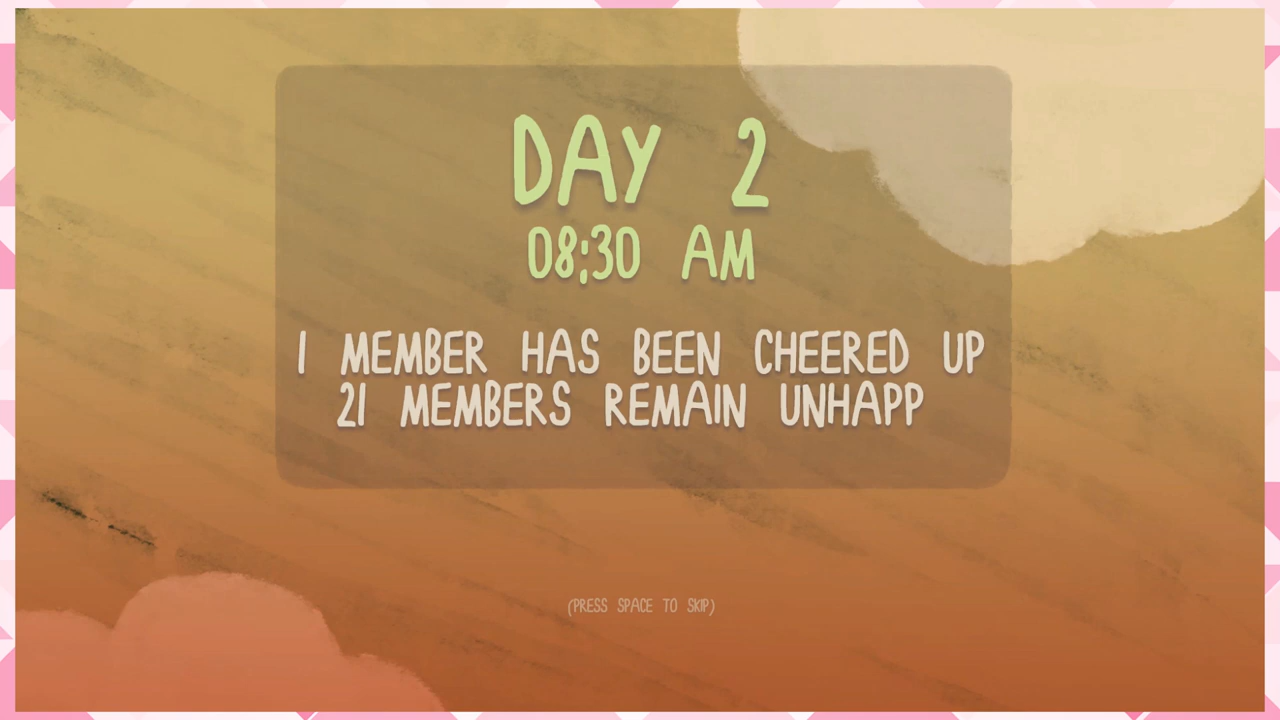 DAY 2
08:30 AM
1 MEMBER HAS BEEN CHEERED UP
21 MEMBERS REMAIN UNHAPP
(PRESS SPACE TO SKIP)